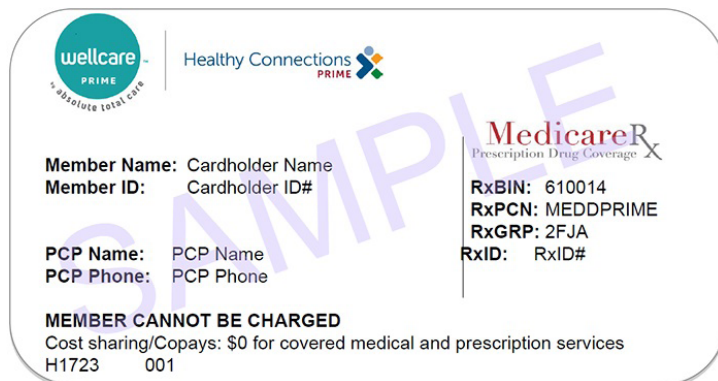 wellcare™
PRIME
by absolute total care
Healthy Connections
PRIME
SAMPLE
MedicareRx
Prescription Drug Coverage
Member Name: Cardholder Name
Member ID: Cardholder ID#
RxBIN: 610014
RxPCN: MEDDPRIME
RxGRP: 2FJA
RxID: RxID#
PCP Name: PCP Name
PCP Phone: PCP Phone
MEMBER CANNOT BE CHARGED
Cost sharing/Copays: $0 for covered medical and prescription services
H1723 001